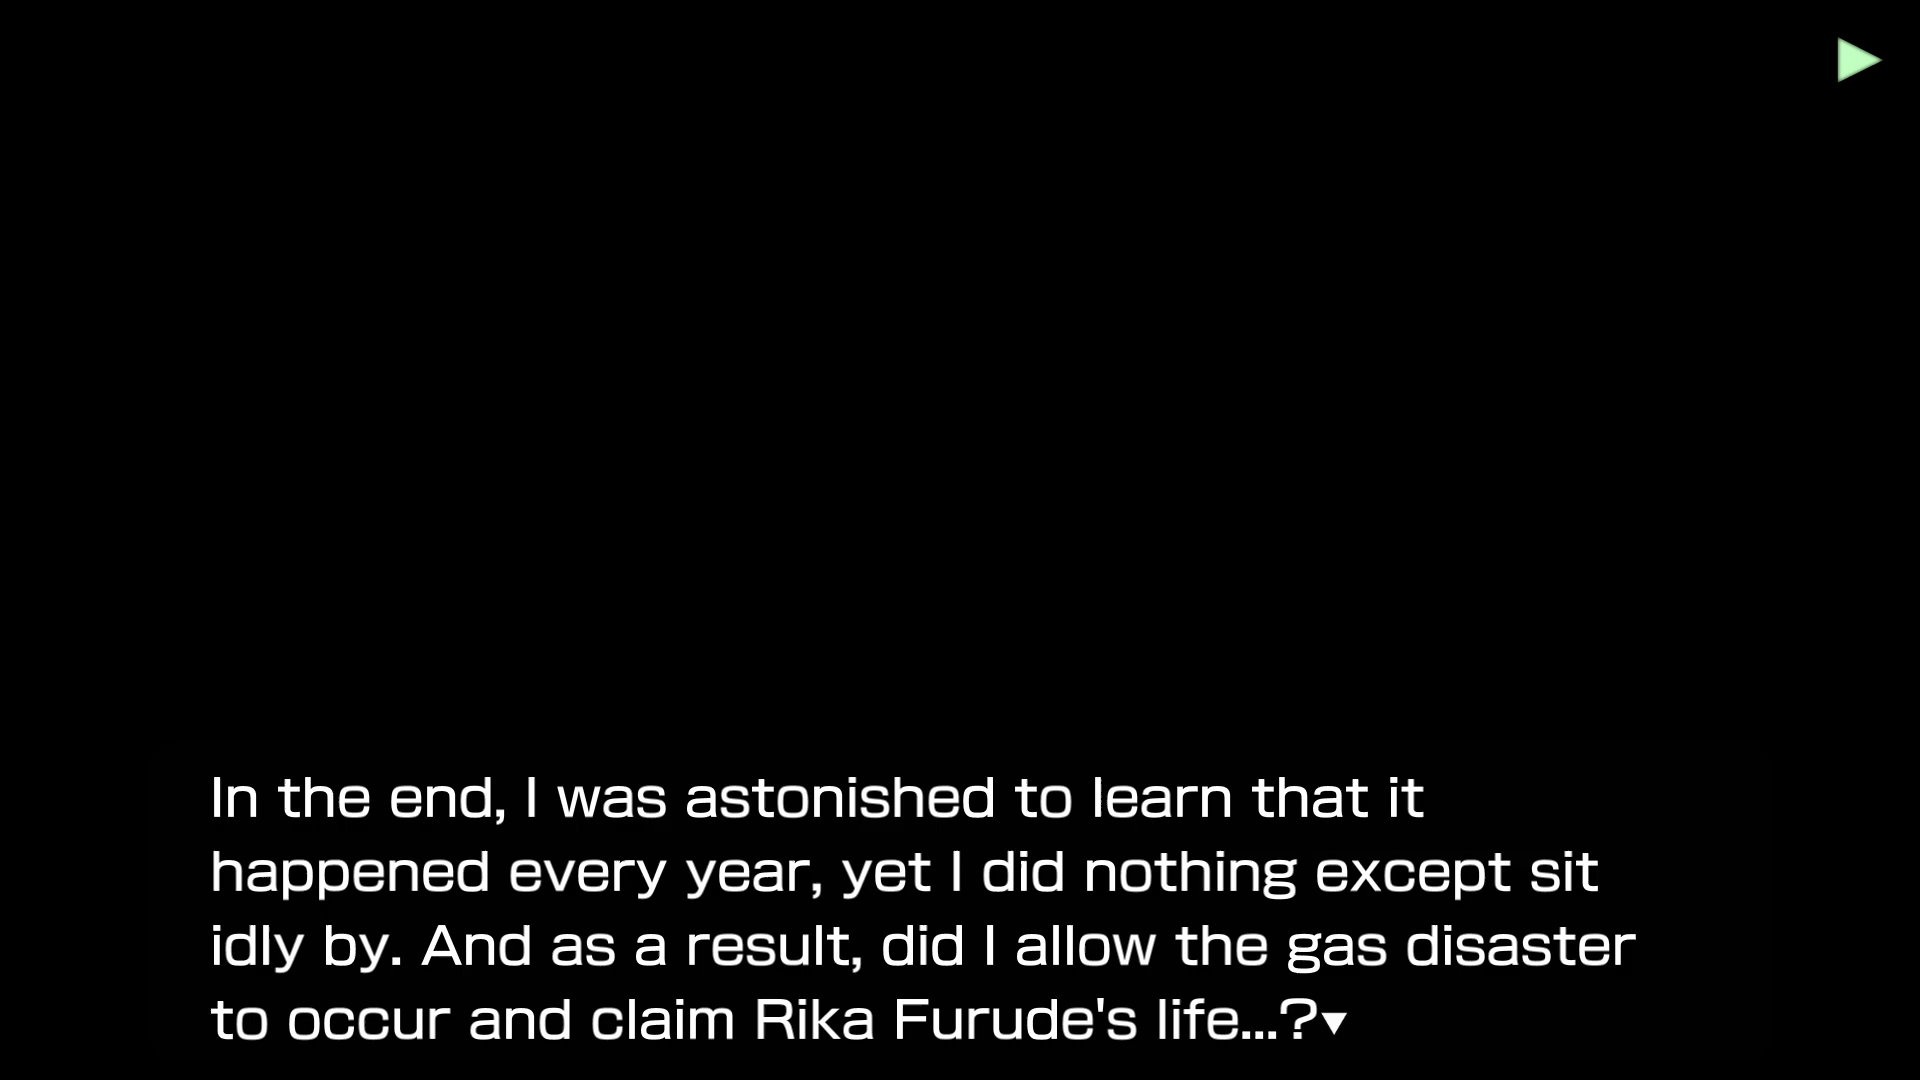 In the end, I was astonished to learn that it
happened every year, yet I did nothing except sit
idly by. And as a result, did I allow the gas disaster
to occur and claim Rika Furude's life...?